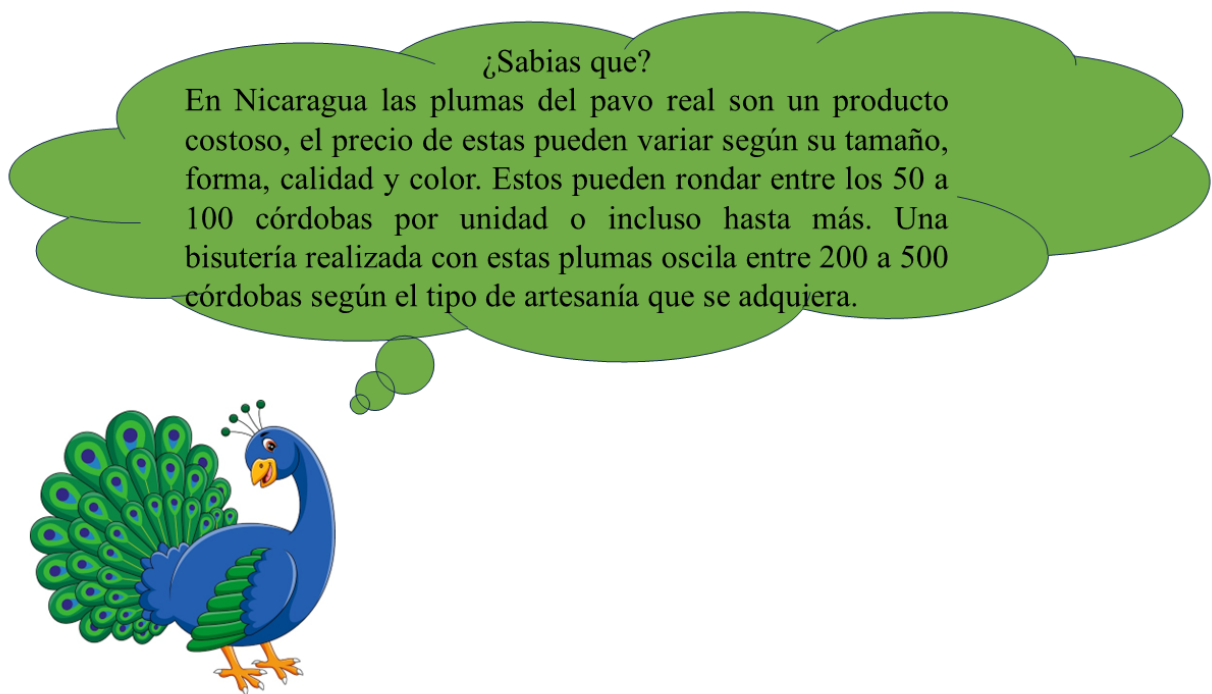 ¿Sabias que?
En Nicaragua las plumas del pavo real son un producto
costoso, el precio de estas pueden variar según su tamaño,
forma, calidad y color. Estos pueden rondar entre los 50 a
100 córdobas por unidad o incluso hasta más. Una
bisutería realizada con estas plumas oscila entre 200 a 500
córdobas según el tipo de artesanía que se adquiera.